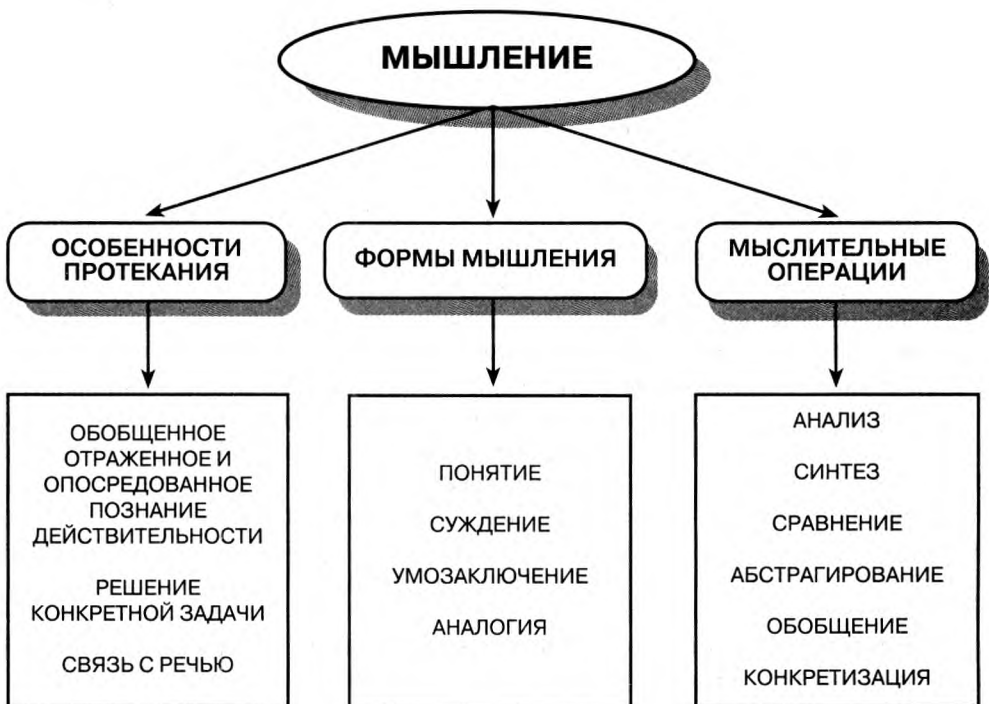 МЫШЛЕНИЕ
ОСОБЕННОСТИ
ПРОТЕКАНИЯ
ФОРМЫ МЫШЛЕНИЯ
МЫСЛИТЕЛЬНЫЕ
ОПЕРАЦИИ
ОБОБЩЕННОЕ
ОТРАЖЕННОЕ И
ОПОСРЕДОВАННОЕ
ПОЗНАНИЕ
ДЕЙСТВИТЕЛЬНОСТИ
РЕШЕНИЕ
КОНКРЕТНОЙ ЗАДАЧИ
СВЯЗЬ С РЕЧЬЮ
ПОНЯТИЕ
СУЖДЕНИЕ
УМОЗАКЛЮЧЕНИЕ
АНАЛОГИЯ
АНАЛИЗ
СИНТЕЗ
СРАВНЕНИЕ
АБСТРАГИРОВАНИЕ
ОБОБЩЕНИЕ
КОНКРЕТИЗАЦИЯ